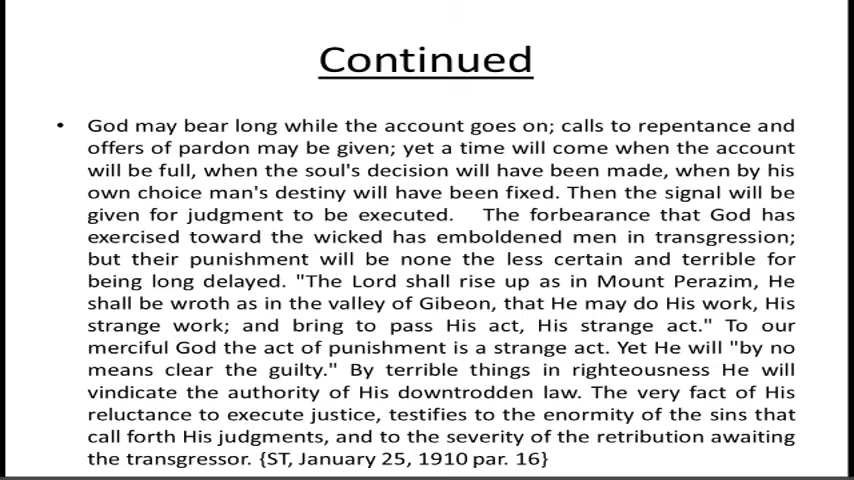 Continued
• God may bear long while the account goes on; calls to repentance and
offers of pardon may be given; yet a time will come when the account
will be full, when the soul's decision will have been made, when by his
own choice man's destiny will have been fixed. Then the signal will be
given for judgment to be executed. The forbearance that God has
exercised toward the wicked has emboldened men in transgression;
but their punishment will be none the less certain and terrible for
being long delayed. "The Lord shall rise up as in Mount Perazim, He
shall be wroth as in the valley of Gibeon, that He may do His work, His
strange work; and bring to pass His act, His strange act." To our
merciful God the act of punishment is a strange act. Yet He will "by no
means clear the guilty." By terrible things in righteousness He will
vindicate the authority of His downtrodden law. The very fact of His
reluctance to execute justice, testifies to the enormity of the sins that
call forth His judgments, and to the severity of the retribution awaiting
the transgressor. {ST, January 25, 1910 par. 16}